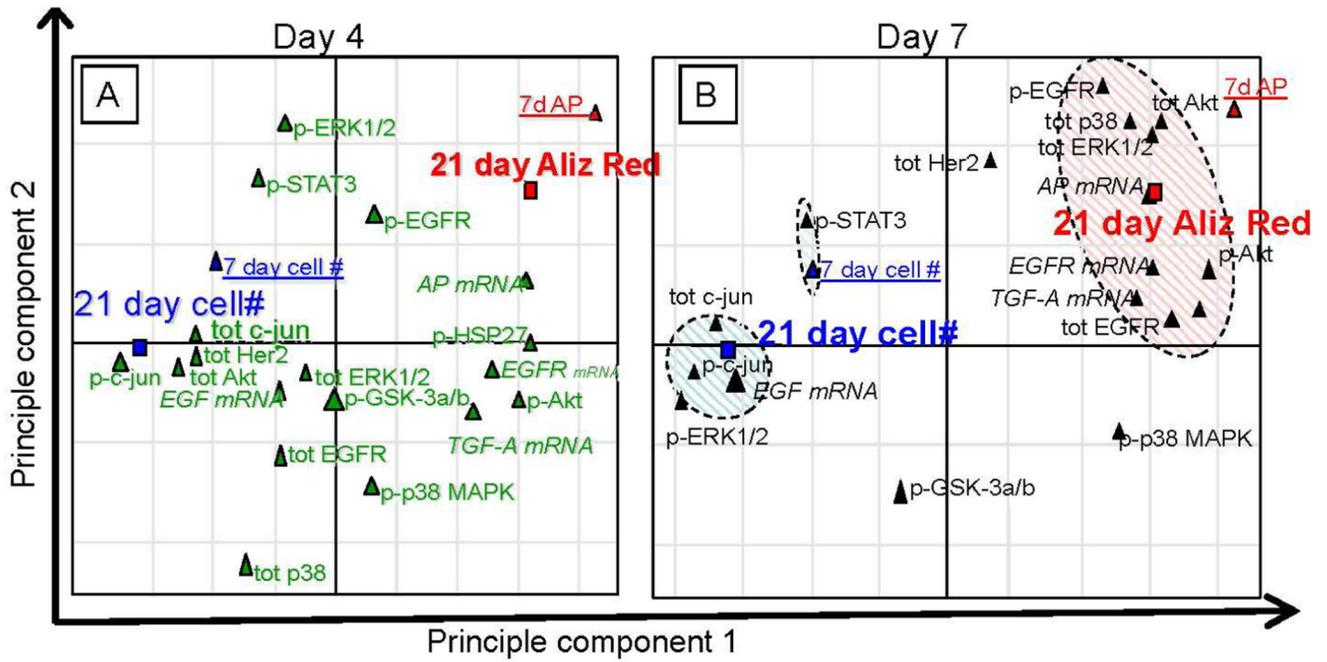 Day 4
Day 7
A
p-ERK1/2
7d AP
21 day Aliz Red
p-STAT3
p-EGFR
7 day cell #
AP mRNA
21 day cell#
tot c-jun
p-HSP27
tot Her2
p-c-jun
tot Akt
tot ERK1/2
EGFR mRNA
EGF mRNA
p-GSK-3a/b
p-Akt
TGF-A mRNA
tot EGFR
p-p38 MAPK
tot p38
B
p-EGFR
7d AP
tot Akt
tot p38
tot ERK1/2
tot Her2
AP mRNA
p-STAT3
21 day Aliz Red
p-Akt
7 day cell #
EGFR mRNA
tot c-jun
TGF-A mRNA
tot EGFR
21 day cell#
p-c-jun
EGF mRNA
p-ERK1/2
p-p38 MAPK
p-GSK-3a/b
Principle component 2
Principle component 1